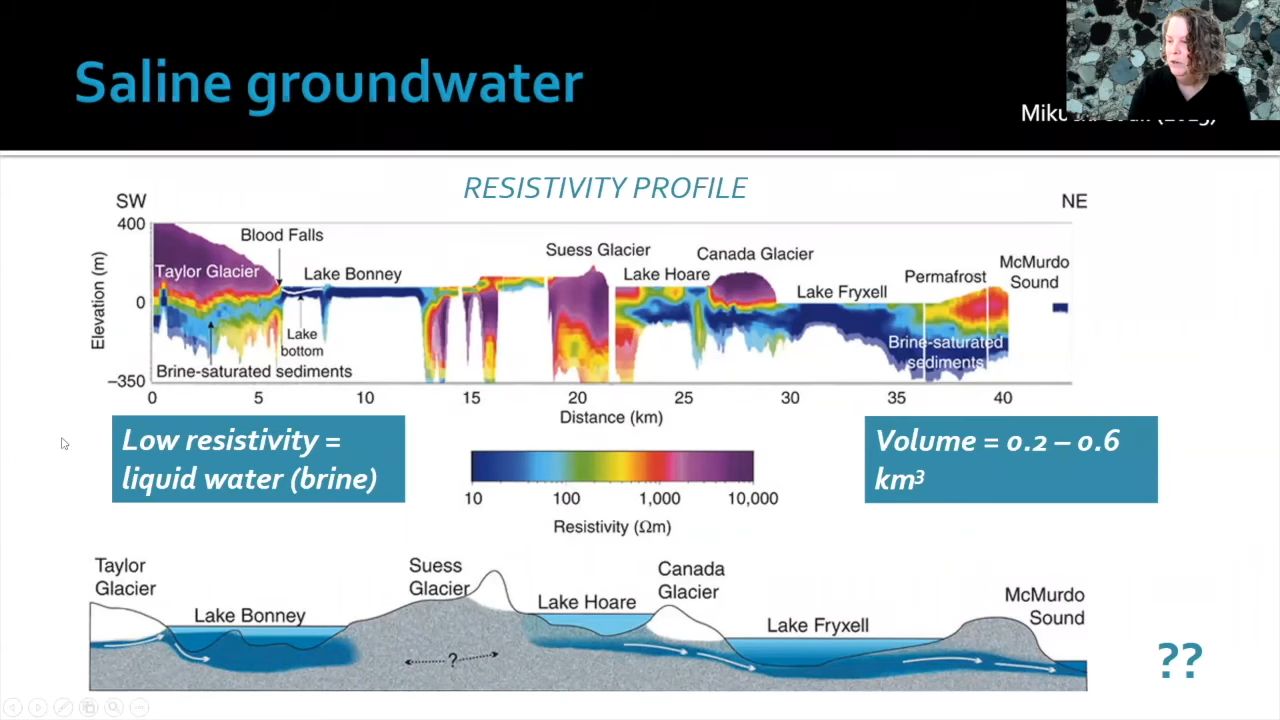 Saline groundwater
RESISTIVITY PROFILE
SW
NE
400
0
–350
Elevation (m)
Blood Falls
Taylor Glacier
Lake Bonney
Lake
bottom
Brine-saturated sediments
Suess Glacier
Canada Glacier
Lake Hoare
Lake Fryxell
Permafrost
McMurdo
Sound
Brine-saturated
sediments
0 5 10 15 20 25 30 35 40
Distance (km)
Low resistivity =
liquid water (brine)
Volume = 0.2 – 0.6
km³
10 100 1,000 10,000
Resistivity (Ωm)
Taylor
Glacier
Lake Bonney
Suess
Glacier
Lake Hoare
Canada
Glacier
Lake Fryxell
McMurdo
Sound
?
??